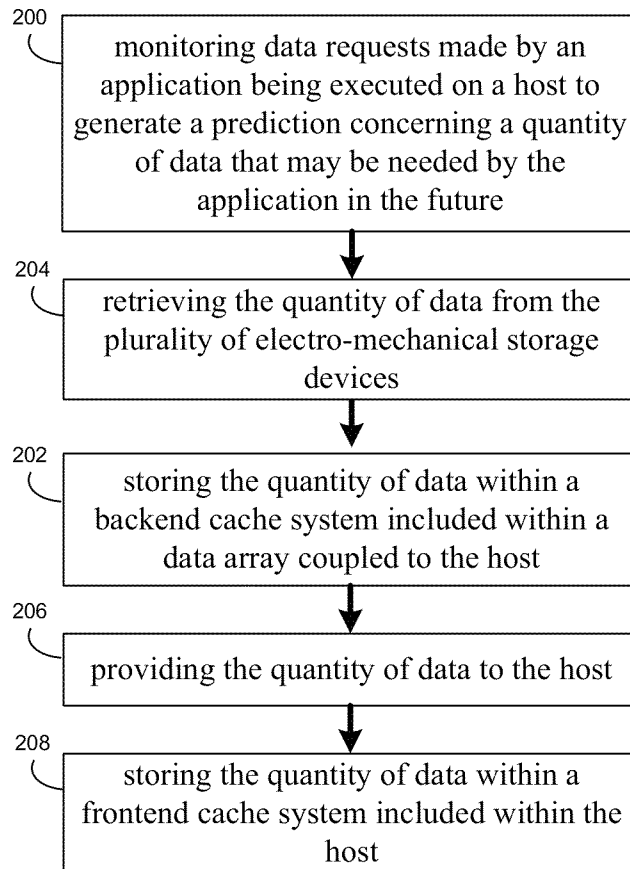 200
monitoring data requests made by an
application being executed on a host to
generate a prediction concerning a quantity
of data that may be needed by the
application in the future
204
retrieving the quantity of data from the
plurality of electro-mechanical storage
devices
202
storing the quantity of data within a
backend cache system included within a
data array coupled to the host
206
providing the quantity of data to the host
208
storing the quantity of data within a
frontend cache system included within the
host